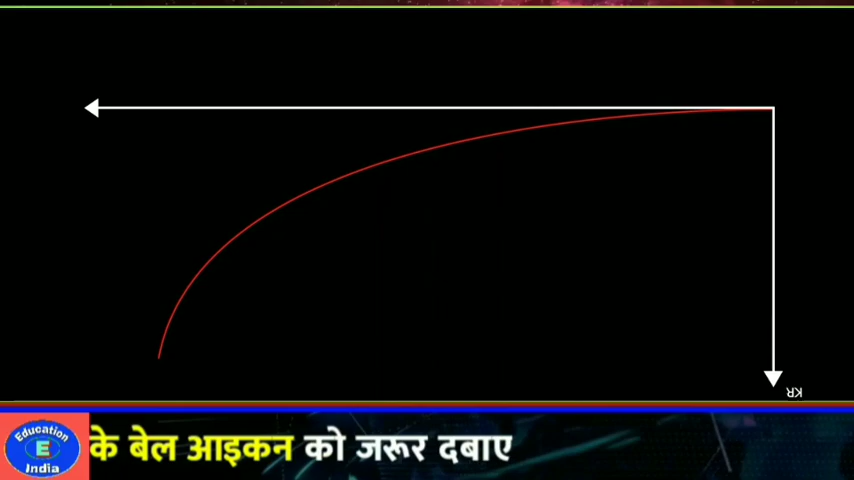 KR
Education
E
India
के बेल आइकन को जरूर दबाए